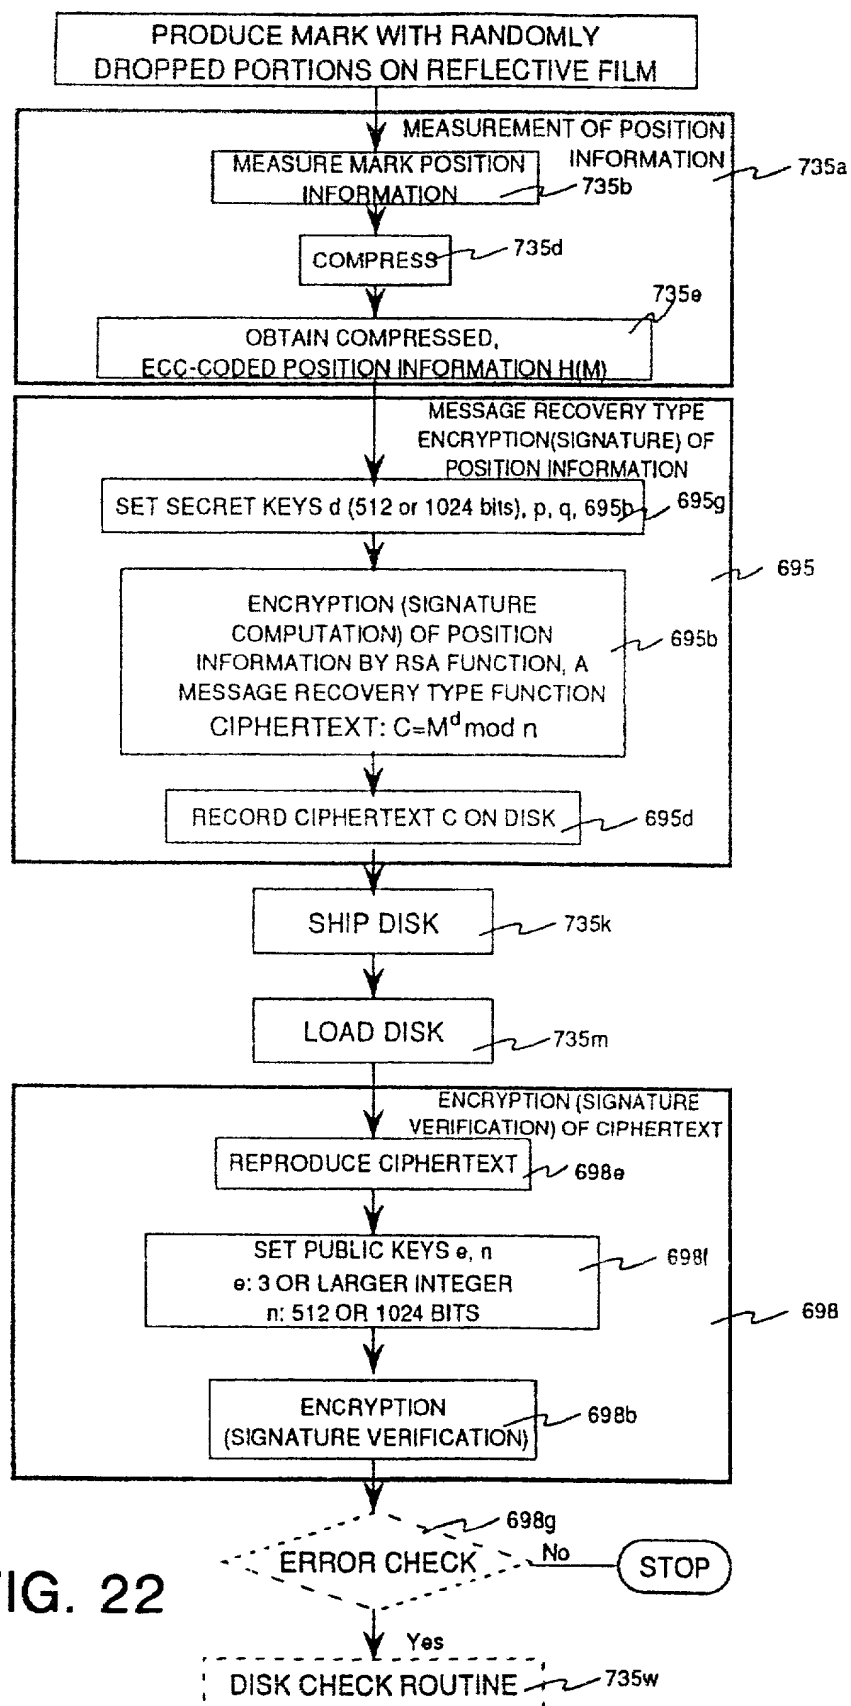 PRODUCE MARK WITH RANDOMLY
DROPPED PORTIONS ON REFLECTIVE FILM
MEASUREMENT OF POSITION
INFORMATION
735a
MEASURE MARK POSITION
INFORMATION
735b
COMPRESS
735d
735e
OBTAIN COMPRESSED,
ECC-CODED POSITION INFORMATION H(M)
MESSAGE RECOVERY TYPE
ENCRYPTION(SIGNATURE) OF
POSITION INFORMATION
SET SECRET KEYS d (512 or 1024 bits), p, q, 695b
695g
695
ENCRYPTION (SIGNATURE
COMPUTATION) OF POSITION
INFORMATION BY RSA FUNCTION, A
MESSAGE RECOVERY TYPE FUNCTION
CIPHERTEXT: C=M^d mod n
695b
RECORD CIPHERTEXT C ON DISK
695d
SHIP DISK
735k
LOAD DISK
735m
ENCRYPTION (SIGNATURE
VERIFICATION) OF CIPHERTEXT
REPRODUCE CIPHERTEXT
698e
SET PUBLIC KEYS e, n
e: 3 OR LARGER INTEGER
n: 512 OR 1024 BITS
698f
698
ENCRYPTION
(SIGNATURE VERIFICATION)
698b
698g
ERROR CHECK
No
STOP
FIG. 22
Yes
DISK CHECK ROUTINE
735w